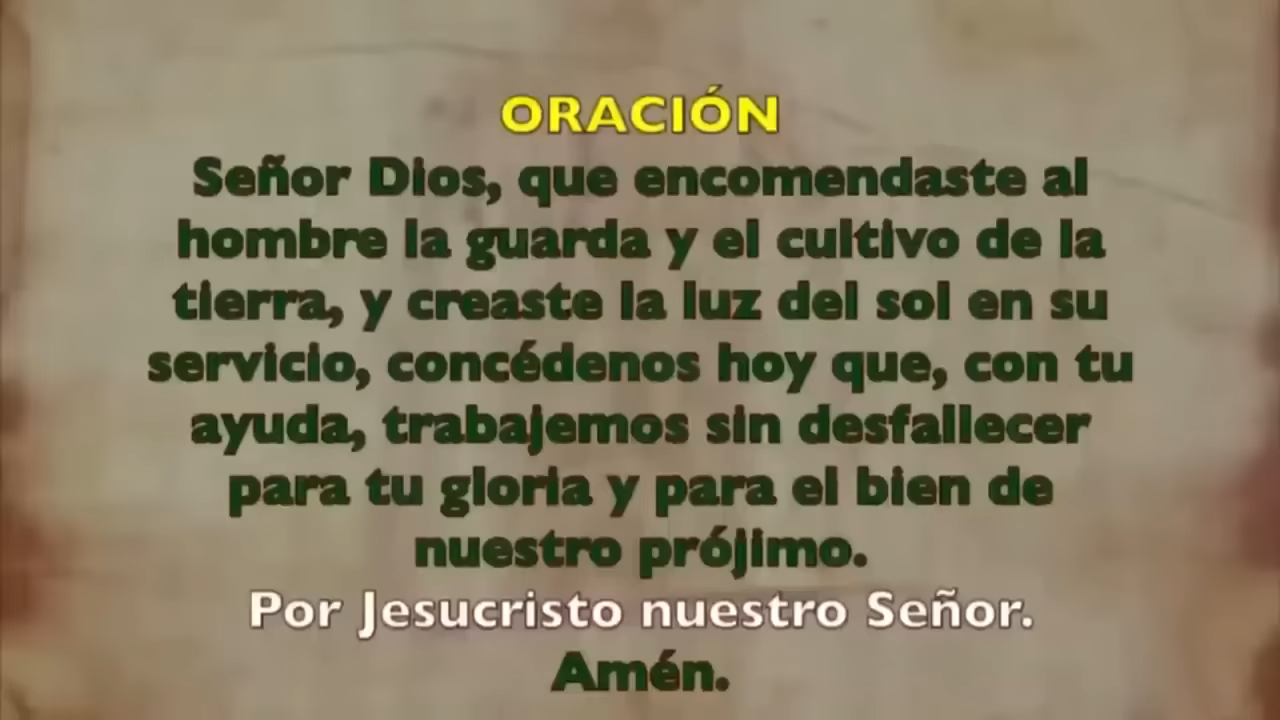 ORACIÓN
Señor Dios, que encomendaste al
hombre la guarda y el cultivo de la
tierra, y creaste la luz del sol en su
servicio, concédenos hoy que, con tu
ayuda, trabajemos sin desfallecer
para tu gloria y para el bien de
nuestro prójimo.
Por Jesucristo nuestro Señor.
Amén.